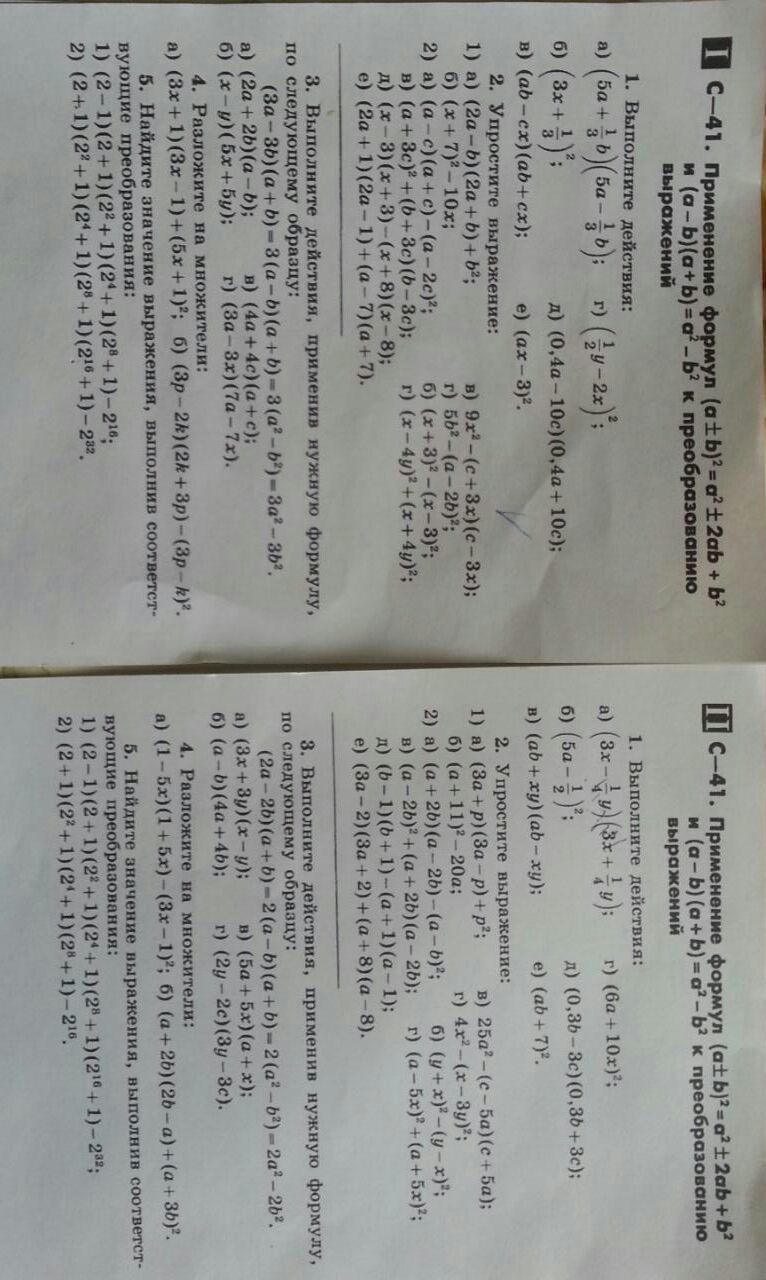 I С—41. Применение формул (a±b)²=a²±2ab+b²
и (a−b)(a+b)=a²−b² к преобразованию
выражений
1. Выполните действия:
а) (5a+1/3 b)(5a−1/3 b); г) (1/2 y−2x)²;
б) (3x+1/3)²; д) (0,4a−10c)(0,4a+10c);
в) (ab−cx)(ab+cx); е) (ax−3)².
2. Упростите выражение:
1) а) (2a−b)(2a+b)+b²; в) 9x²−(c+3x)(c−3x);
б) (x+7)²−10x; г) 5b²−(a−2b)²;
2) а) (a−c)(a+c)−(a−2c)²; б) (x+3)²−(x−3)²;
в) (a+3c)²+(b+3c)(b−3c); г) (x−4y)²+(x+4y)²;
д) (x−3)(x+3)−(x+8)(x−8);
е) (2a+1)(2a−1)+(a−7)(a+7).
3. Выполните действия, применив нужную формулу,
по следующему образцу:
(3a−3b)(a+b)=3(a−b)(a+b)=3(a²−b²)=3a²−3b².
а) (2a+2b)(a−b); в) (4a+4c)(a+c);
б) (x−y)(5x+5y); г) (3a−3x)(7a−7x).
4. Разложите на множители:
а) (3x+1)(3x−1)+(5x+1)²; б) (3p−2k)(2k+3p)−(3p−k)².
5. Найдите значение выражения, выполнив соответст-
вующие преобразования:
1) (2−1)(2+1)(2²+1)(2⁴+1)(2⁸+1)−2¹⁶;
2) (2+1)(2²+1)(2⁴+1)(2⁸+1)(2¹⁶+1)−2³².
II С—41. Применение формул (a±b)²=a²±2ab+b²
и (a−b)(a+b)=a²−b² к преобразованию
выражений
1. Выполните действия:
а) (3x−1/4 y)(3x+1/4 y); г) (6a+10x)²;
б) (5a−1/2)²; д) (0,3b−3c)(0,3b+3c);
в) (ab+xy)(ab−xy); е) (ab+7)².
2. Упростите выражение:
1) а) (3a+p)(3a−p)+p²; в) 25a²−(c−5a)(c+5a);
б) (a+11)²−20a; г) 4x²−(x−3y)²;
2) а) (a+2b)(a−2b)−(a−b)²; б) (y+x)²−(y−x)²;
в) (a−2b)²+(a+2b)(a−2b); г) (a−5x)²+(a+5x)²;
д) (b−1)(b+1)−(a+1)(a−1);
е) (3a−2)(3a+2)+(a+8)(a−8).
3. Выполните действия, применив нужную формулу,
по следующему образцу:
(2a−2b)(a+b)=2(a−b)(a+b)=2(a²−b²)=2a²−2b².
а) (3x+3y)(x−y); в) (5a+5x)(a+x);
б) (a−b)(4a+4b); г) (2y−2c)(3y−3c).
4. Разложите на множители:
а) (1−5x)(1+5x)−(3x−1)²; б) (a+2b)(2b−a)+(a+3b)².
5. Найдите значение выражения, выполнив соответст-
вующие преобразования:
1) (2−1)(2+1)(2²+1)(2⁴+1)(2⁸+1)(2¹⁶+1)−2³²;
2) (2+1)(2²+1)(2⁴+1)(2⁸+1)−2¹⁶.